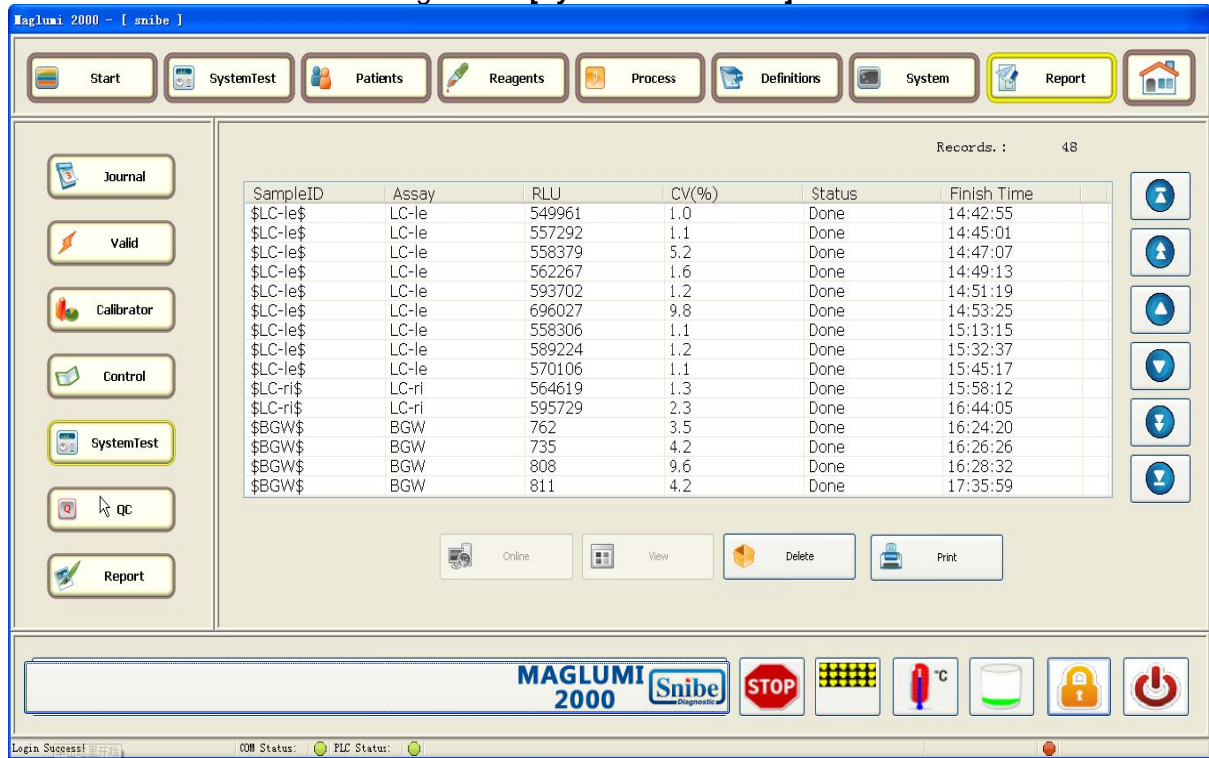 Maglumi 2000 - [ snibe ]
Start SystemTest Patients Reagents Process Definitions System Report
Journal
Valid
Calibrator
Control
SystemTest
QC
Report
Records.: 48
SampleID Assay RLU CV(%) Status Finish Time
$LC-le$ LC-le 549961 1.0 Done 14:42:55
$LC-le$ LC-le 557292 1.1 Done 14:45:01
$LC-le$ LC-le 558379 5.2 Done 14:47:07
$LC-le$ LC-le 562267 1.6 Done 14:49:13
$LC-le$ LC-le 593702 1.2 Done 14:51:19
$LC-le$ LC-le 696027 9.8 Done 14:53:25
$LC-le$ LC-le 558306 1.1 Done 15:13:15
$LC-le$ LC-le 589224 1.2 Done 15:32:37
$LC-le$ LC-le 570106 1.1 Done 15:45:17
$LC-ri$ LC-ri 564619 1.3 Done 15:58:12
$LC-ri$ LC-ri 595729 2.3 Done 16:44:05
$BGW$ BGW 762 3.5 Done 16:24:20
$BGW$ BGW 735 4.2 Done 16:26:26
$BGW$ BGW 808 9.6 Done 16:28:32
$BGW$ BGW 811 4.2 Done 17:35:59
Online View Delete Print
MAGLUMI
2000
Snibe
Diagnostic
STOP
°C
Login Success!
COM Status: PLC Status: